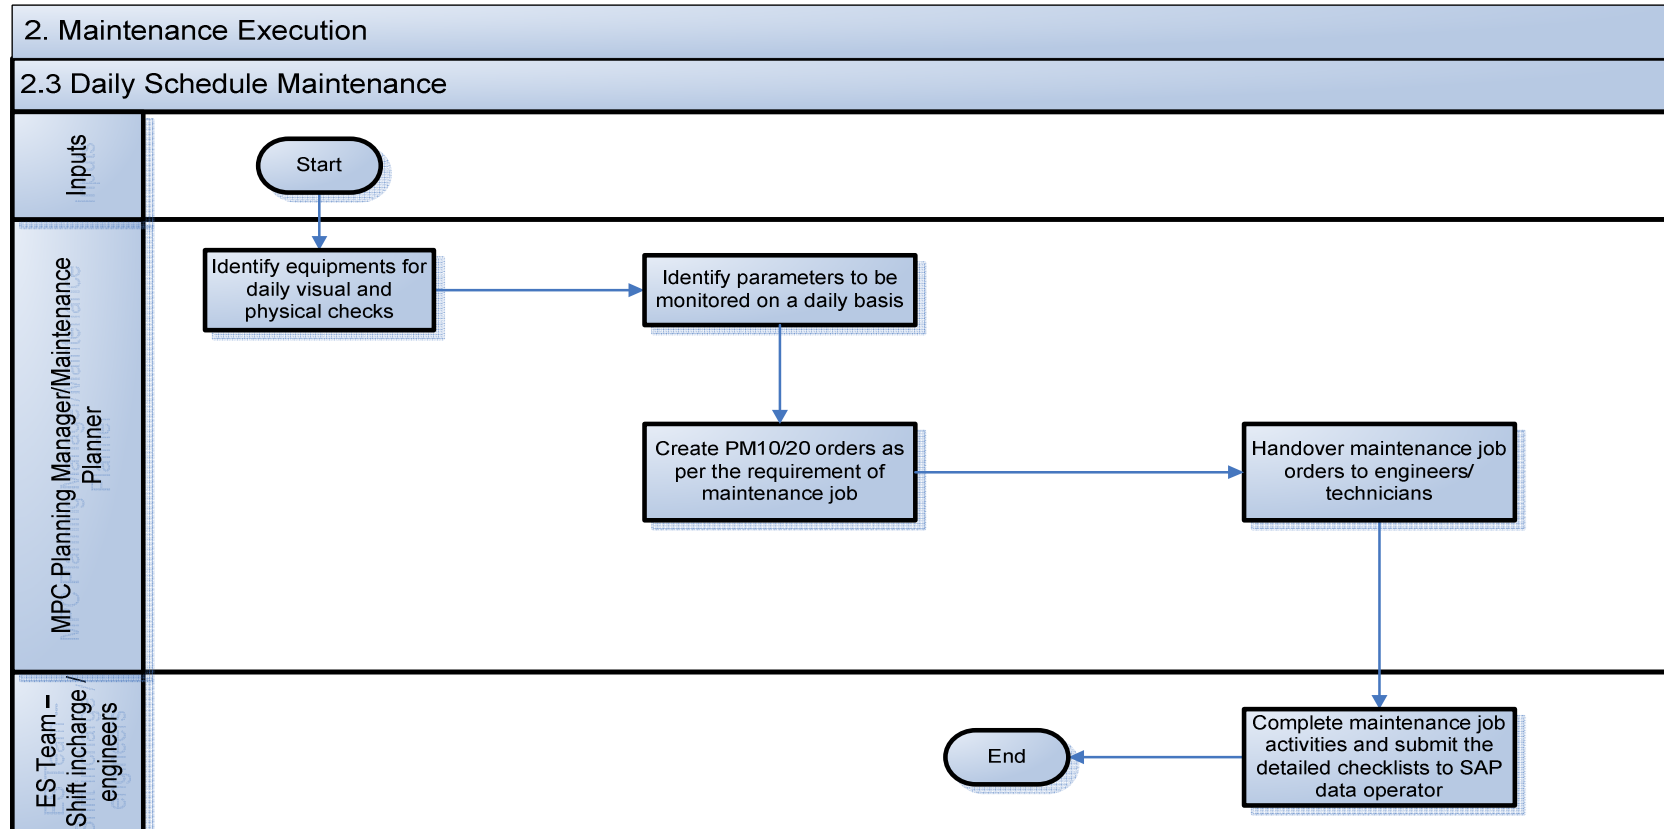 2. Maintenance Execution
2.3 Daily Schedule Maintenance
Inputs
Start
MPC Planning Manager/Maintenance
Planner
Identify equipments for
daily visual and
physical checks
Identify parameters to be
monitored on a daily basis
Create PM10/20 orders as
per the requirement of
maintenance job
Handover maintenance job
orders to engineers/
technicians
ES Team –
Shift incharge /
engineers
End
Complete maintenance job
activities and submit the
detailed checklists to SAP
data operator